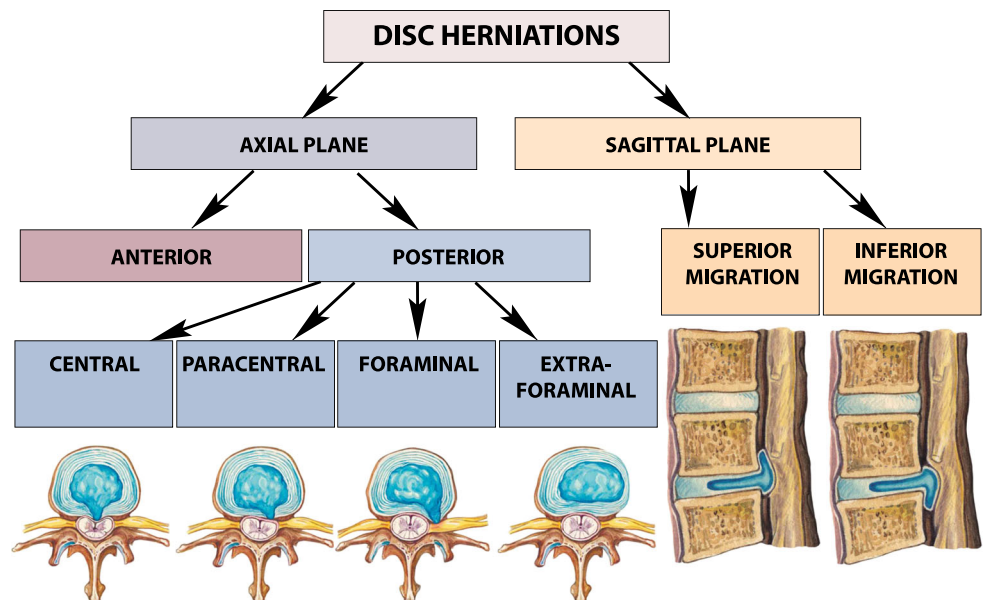 DISC HERNIATIONS
AXIAL PLANE
SAGITTAL PLANE
ANTERIOR
POSTERIOR
SUPERIOR
MIGRATION
INFERIOR
MIGRATION
CENTRAL
PARACENTRAL
FORAMINAL
EXTRA-
FORAMINAL